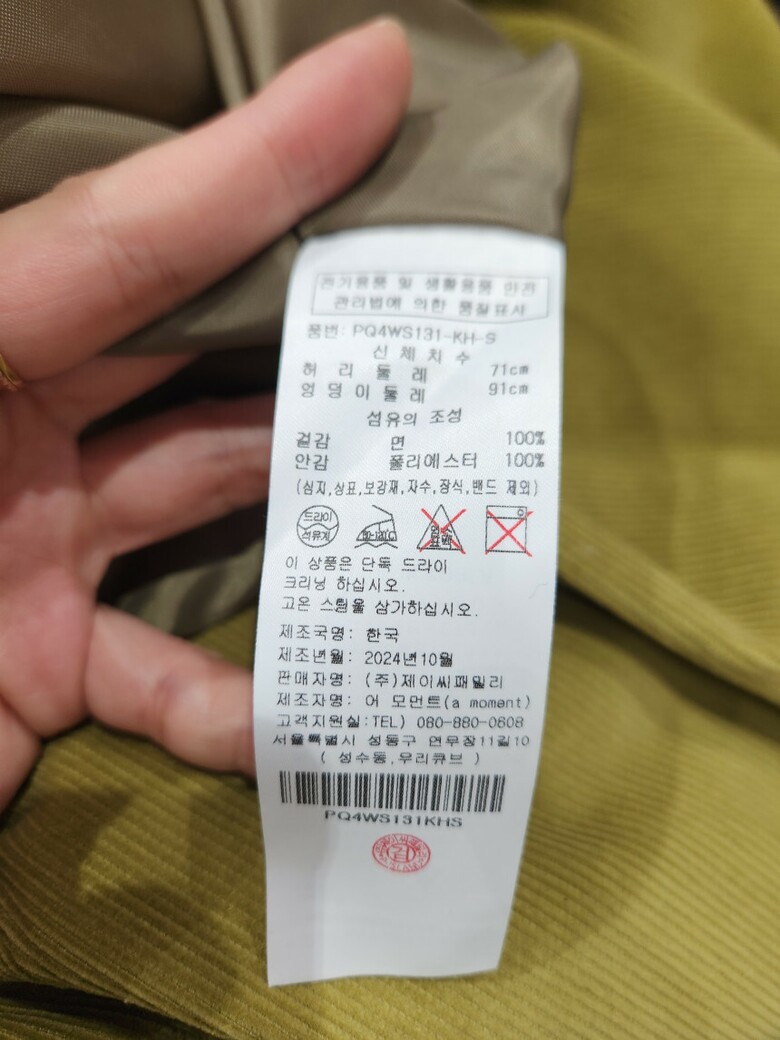 전기용품 및 생활용품 안전
관리법에 의한 품질표시
품번: PQ4WS131-KH-S
신체치수
허리둘레 71cm
엉덩이둘레 91cm
섬유의 조성
겉감 면 100%
안감 폴리에스터 100%
(심지,상표,보강재,자수,장식,밴드 제외)
드라이
석유계
80-120℃
염소
표백
이 상품은 단독 드라이
크리닝 하십시오.
고온 스팀을 삼가하십시오.
제조국명: 한국
제조년월: 2024년10월
판매자명: (주)제이씨패밀리
제조자명: 어 모먼트(a moment)
고객지원실:TEL) 080-880-0608
서울특별시 성동구 연무장11길10
(성수동,우리큐브)
PQ4WS131KHS
검